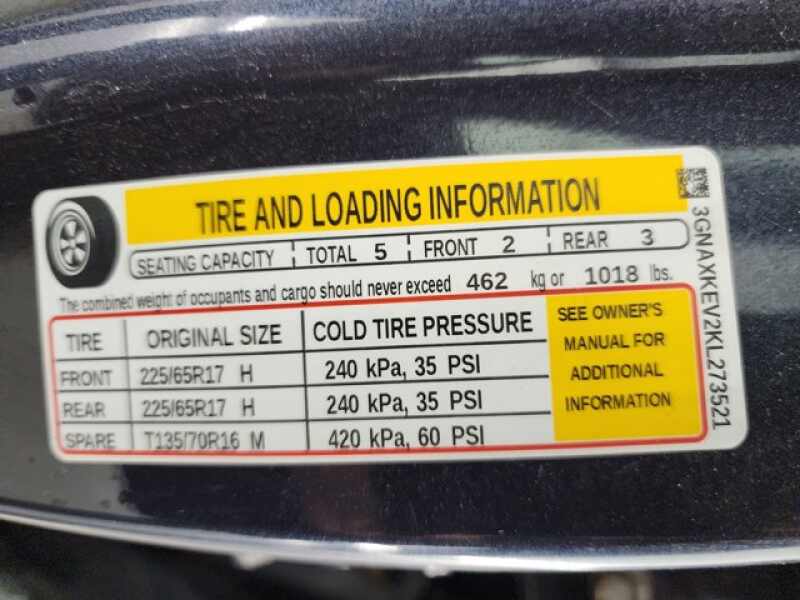 TIRE AND LOADING INFORMATION
SEATING CAPACITY TOTAL 5 FRONT 2 REAR 3
The combined weight of occupants and cargo should never exceed 462 kg or 1018 lbs.
TIRE ORIGINAL SIZE COLD TIRE PRESSURE
FRONT 225/65R17 H 240 kPa, 35 PSI
REAR 225/65R17 H 240 kPa, 35 PSI
SPARE T135/70R16 M 420 kPa, 60 PSI
SEE OWNER'S
MANUAL FOR
ADDITIONAL
INFORMATION
3GNAXKEV2KL273521